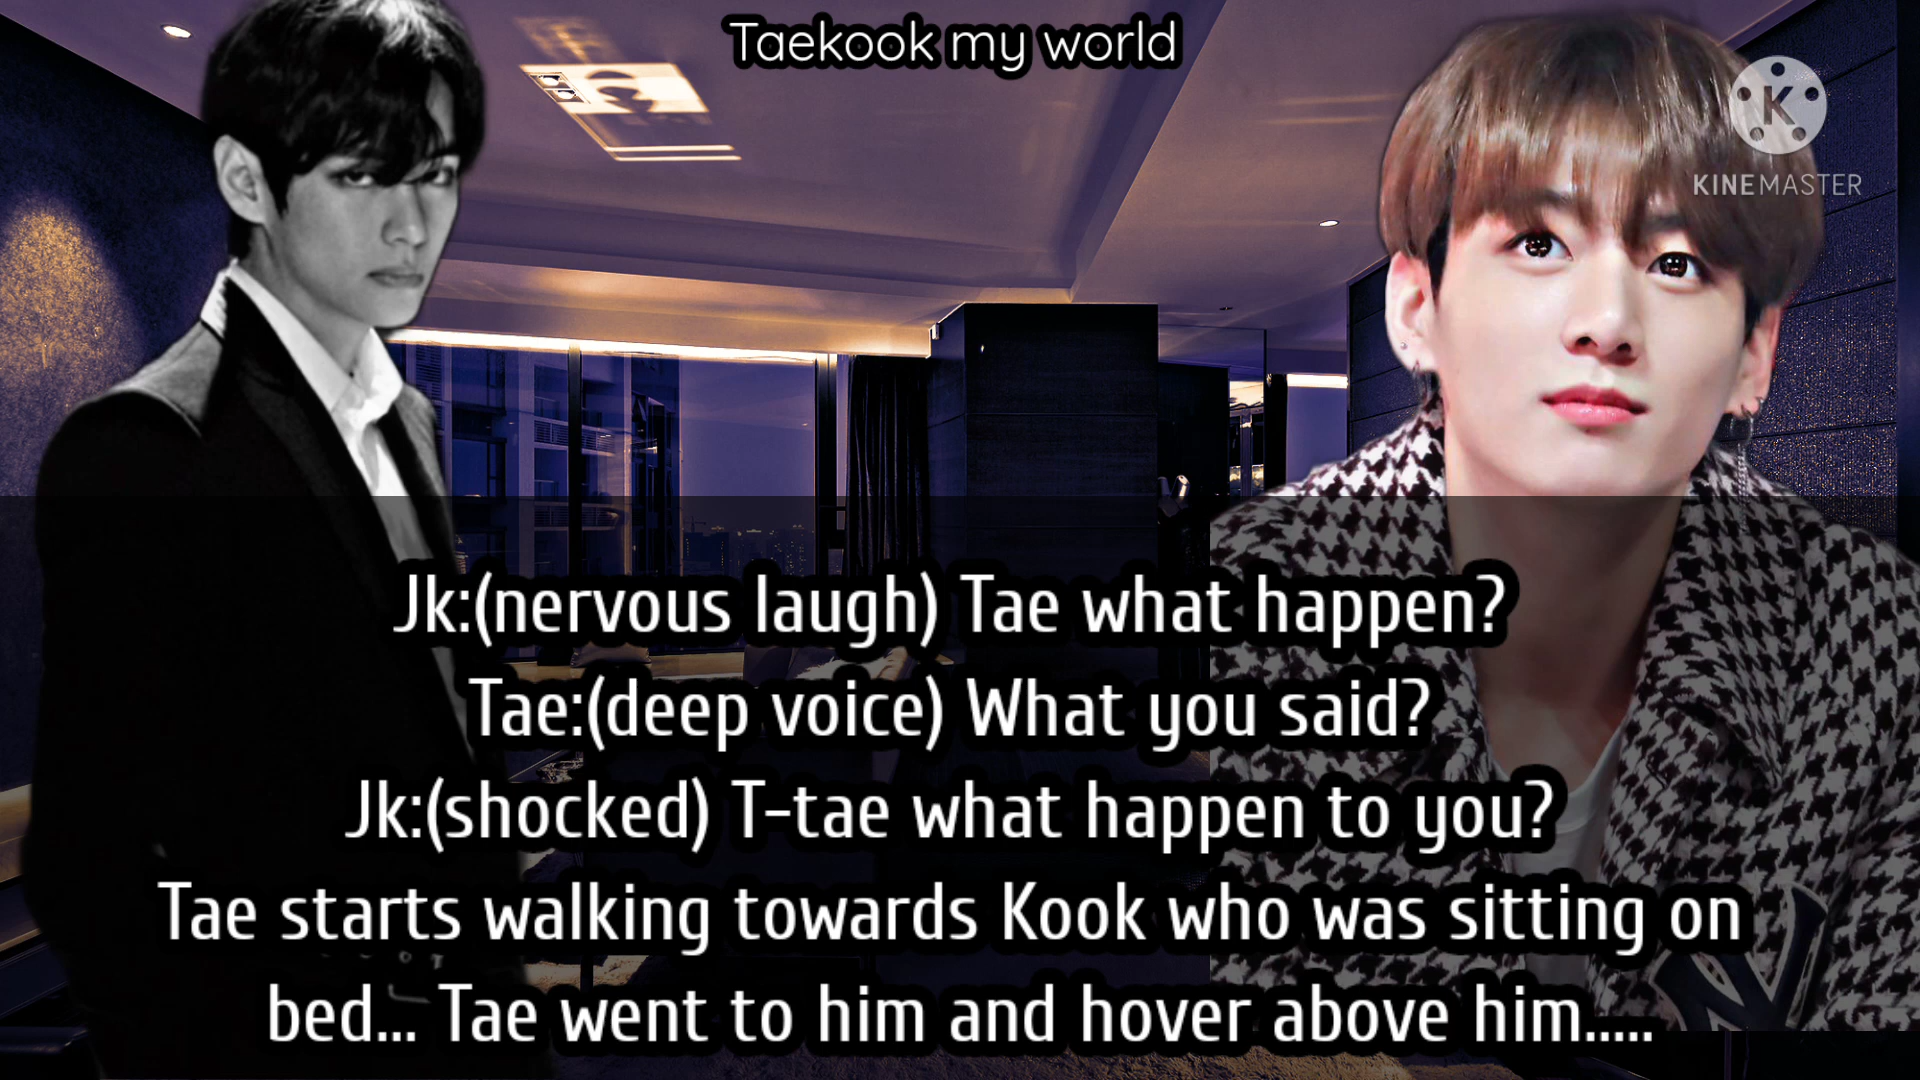 Taekook my world
K
KINEMASTER
Jk:(nervous laugh) Tae what happen?
Tae:(deep voice) What you said?
Jk:(shocked) T-tae what happen to you?
Tae starts walking towards Kook who was sitting on
bed... Tae went to him and hover above him.....